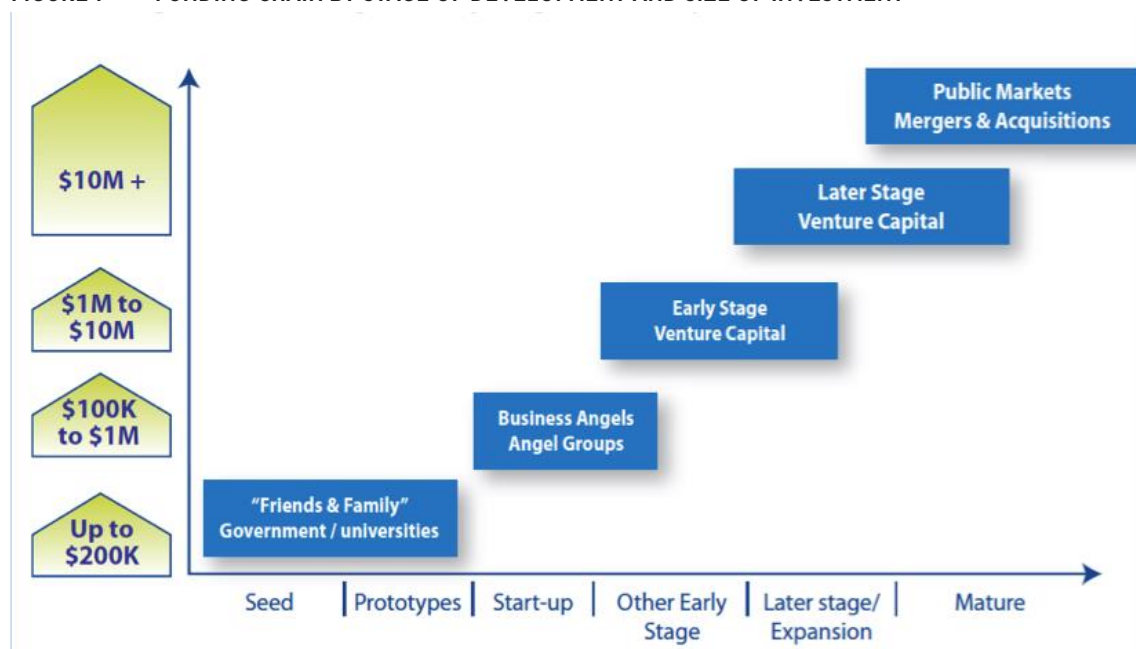 Public Markets
Mergers & Acquisitions
$10M +
Later Stage
Venture Capital
$1M to
$10M
Early Stage
Venture Capital
$100K
to $1M
Business Angels
Angel Groups
"Friends & Family"
Government / universities
Up to
$200K
Seed
Prototypes
Start-up
Other Early
Stage
Later stage/
Expansion
Mature